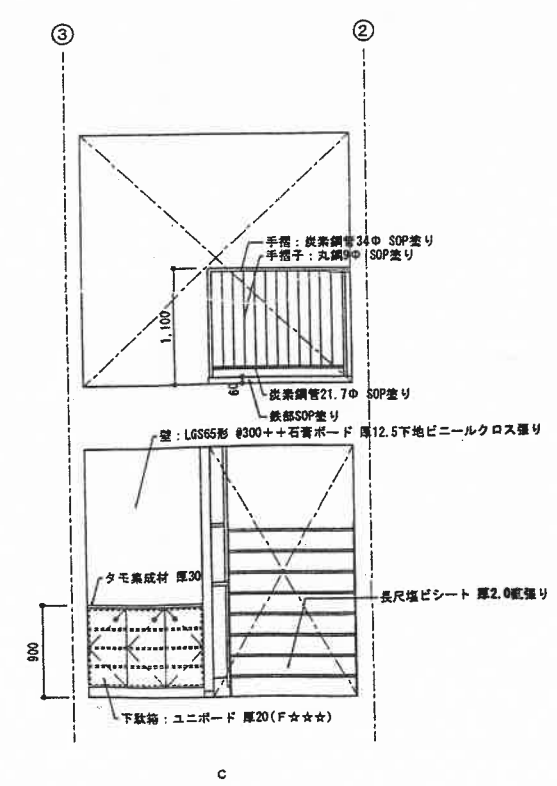 ③ ②
手摺：炭素鋼管34Φ SOP塗り
手摺子：丸鋼9Φ SOP塗り
1,100
60
炭素鋼管21.7Φ SOP塗り
鉄部SOP塗り
壁：LGS65形 @300++石膏ボード 厚12.5下地ビニールクロス張り
タモ集成材 厚30
長尺塩ビシート 厚2.0直張り
900
下駄箱：ユニボード 厚20(F☆☆☆)
C